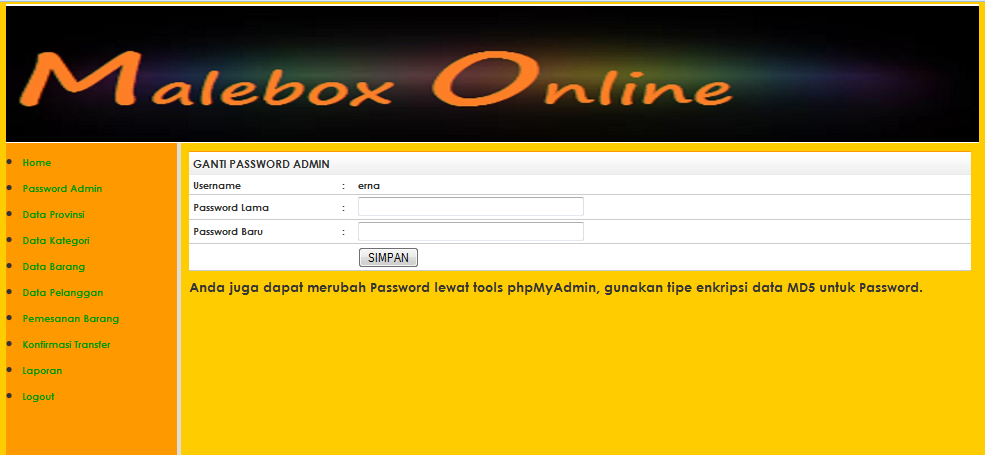 Malebox Online
Home
Password Admin
Data Provinsi
Data Kategori
Data Barang
Data Pelanggan
Pemesanan Barang
Konfirmasi Transfer
Laporan
Logout
GANTI PASSWORD ADMIN
Username : erna
Password Lama :
Password Baru :
SIMPAN
Anda juga dapat merubah Password lewat tools phpMyAdmin, gunakan tipe enkripsi data MD5 untuk Password.